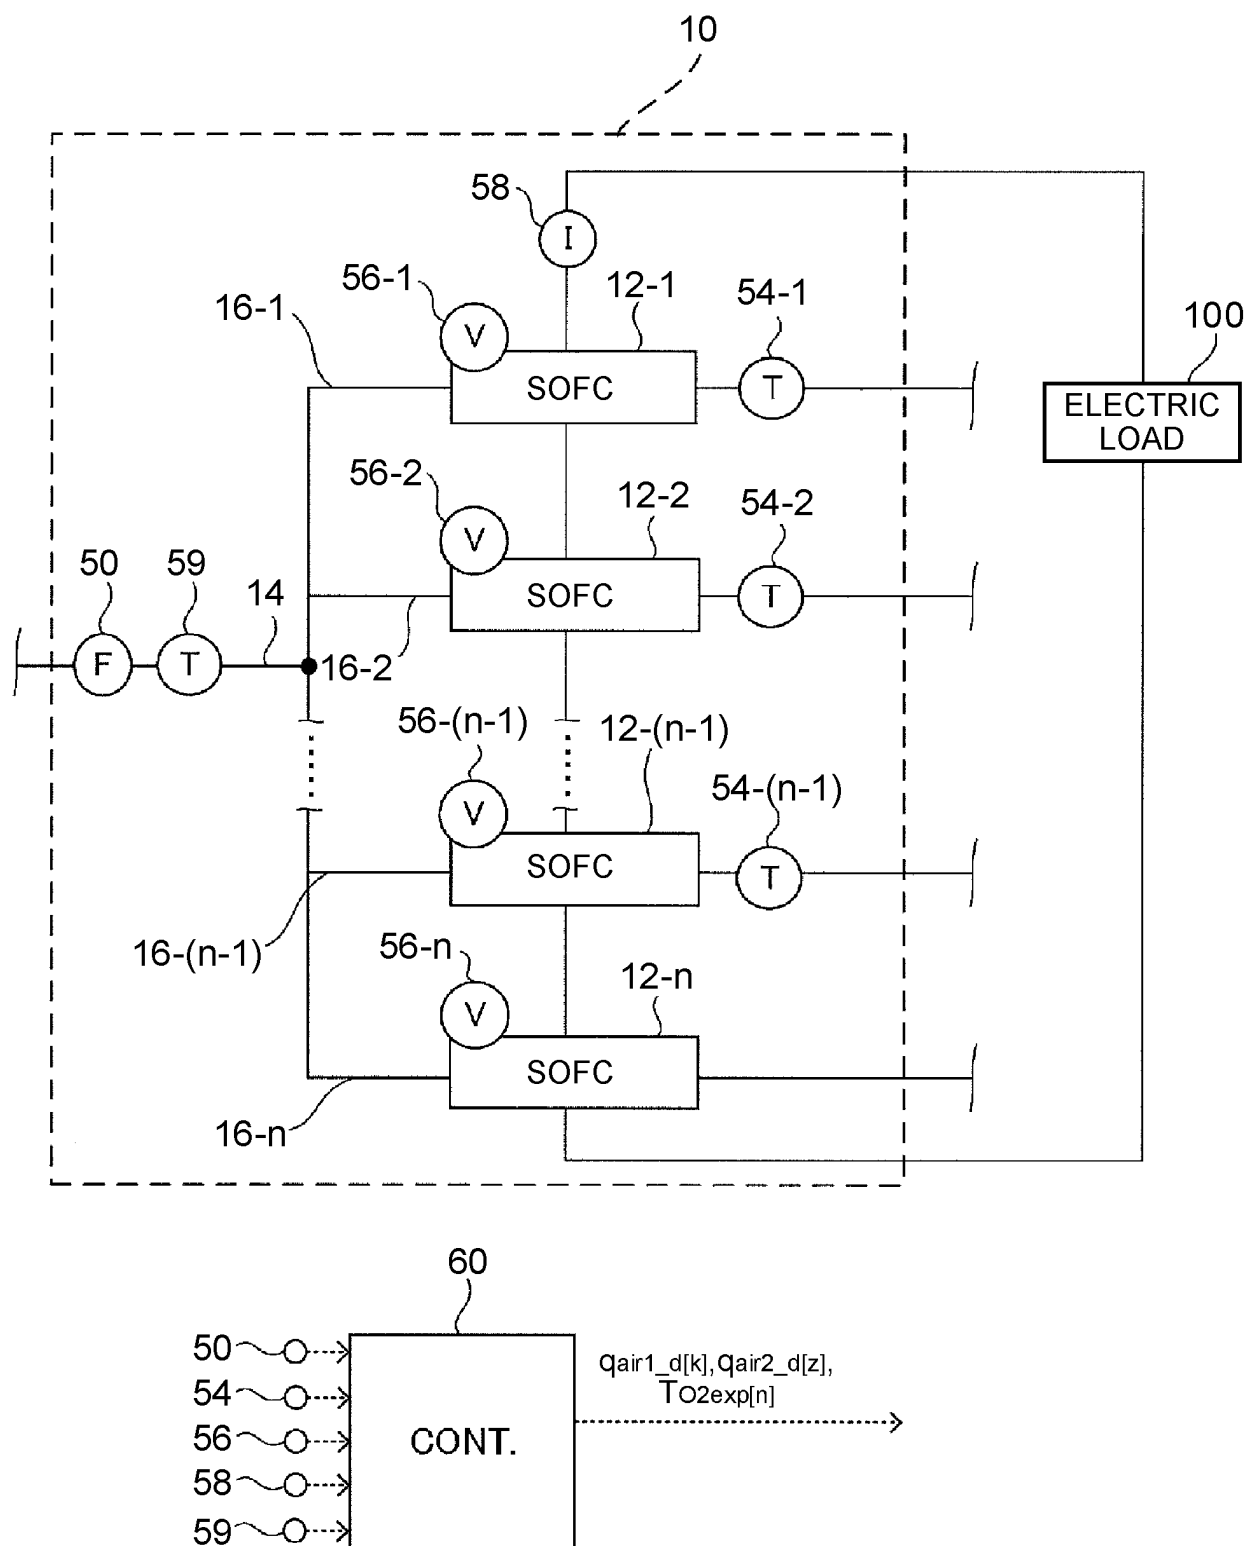 10
58
I
56-1
12-1
54-1
16-1
V
100
SOFC
T
ELECTRIC
LOAD
56-2
12-2
54-2
V
50
59
14
SOFC
T
F
T
16-2
56-(n-1)
12-(n-1)
54-(n-1)
V
SOFC
T
16-(n-1)
56-n
12-n
V
SOFC
16-n
60
50
qair1_d[k],qair2_d[z],
TO2exp[n]
54
56
CONT.
58
59